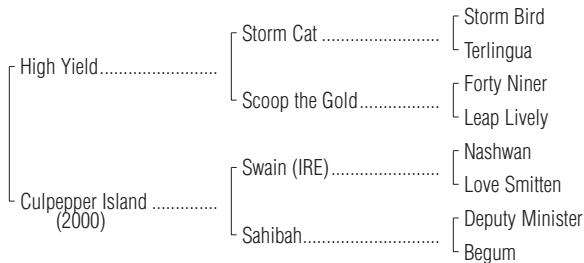 Storm Bird
Storm Cat ........................
Terlingua
High Yield........................
Forty Niner
Scoop the Gold................
Leap Lively
Nashwan
Swain (IRE)......................
Love Smitten
Culpepper Island .............
(2000)
Deputy Minister
Sahibah...........................
Begum